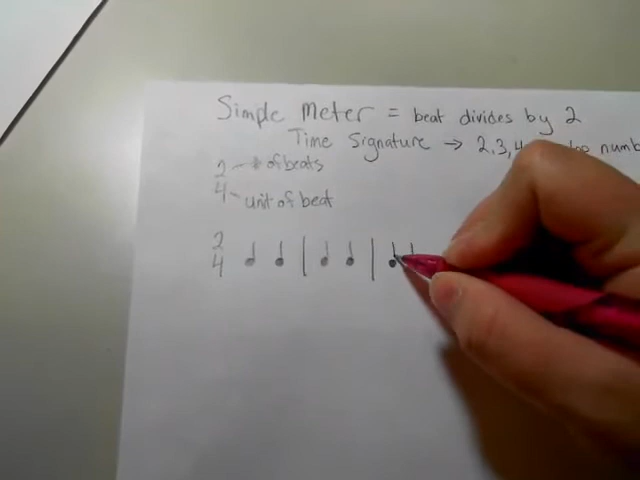 Simple Meter = beat divides by 2
Time Signature → 2,3,4 numb
2 ~ # of beats
4 ~ unit of beat
2
4